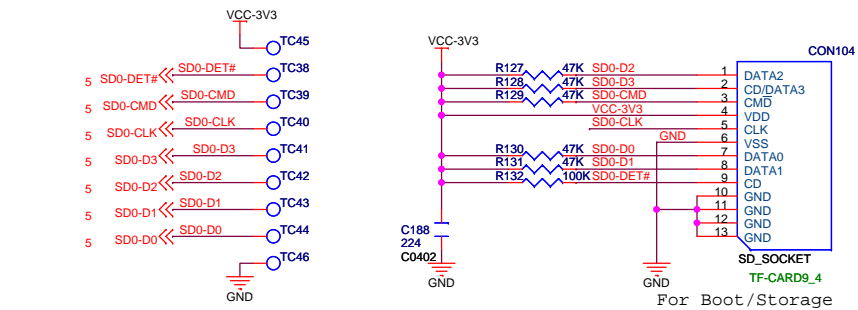 VCC-3V3
TC45
5 SD0-DET# SD0-DET# TC38
5 SD0-CMD SD0-CMD TC39
5 SD0-CLK SD0-CLK TC40
5 SD0-D3 SD0-D3 TC41
5 SD0-D2 SD0-D2 TC42
5 SD0-D1 SD0-D1 TC43
5 SD0-D0 SD0-D0 TC44
TC46
GND
VCC-3V3
CON104
R127 47K SD0-D2 1 DATA2
R128 47K SD0-D3 2 CD/DATA3
R129 47K SD0-CMD 3 CMD
VCC-3V3 4 VDD
SD0-CLK 5 CLK
GND 6 VSS
R130 47K SD0-D0 7 DATA0
R131 47K SD0-D1 8 DATA1
R132 100K SD0-DET# 9 CD
10 GND
11 GND
12 GND
13 GND
C188
224
C0402
GND
GND
SD_SOCKET
TF-CARD9_4
For Boot/Storage